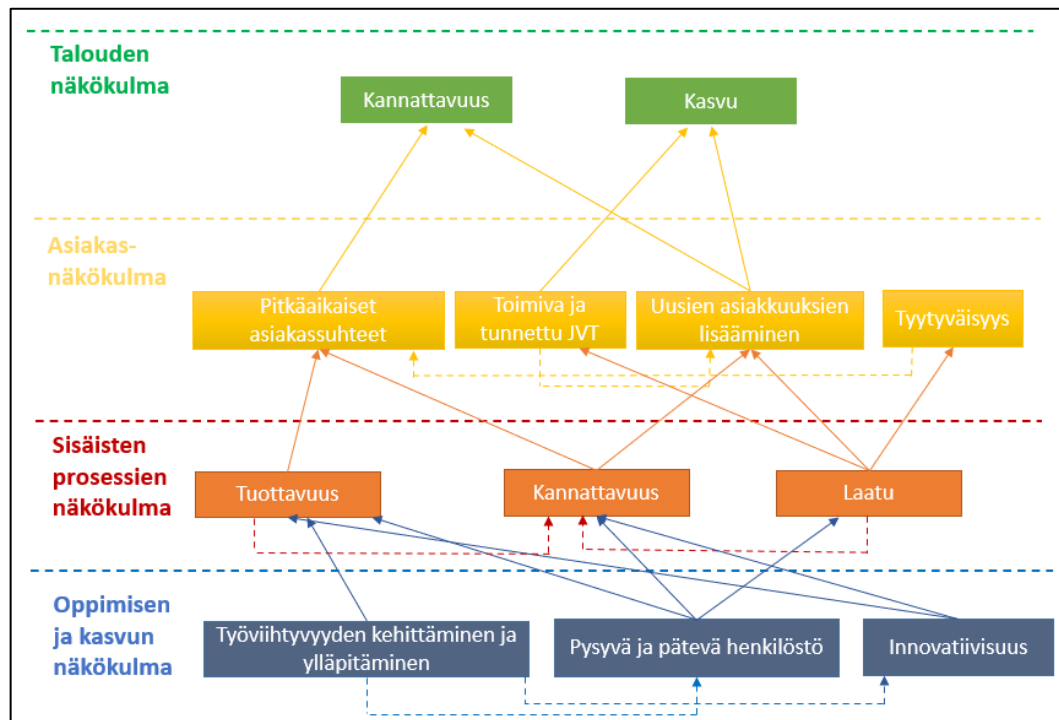 Talouden
näkökulma
Kannattavuus
Kasvu
Asiakas-
näkökulma
Pitkäaikaiset
asiakassuhteet
Toimiva ja
tunnettu JVT
Uusien asiakkuuksien
lisääminen
Tyytyväisyys
Sisäisten
prosessien
näkökulma
Tuottavuus
Kannattavuus
Laatu
Oppimisen
ja kasvun
näkökulma
Työviihtyvyyden kehittäminen ja
ylläpitäminen
Pysyvä ja pätevä henkilöstö
Innovatiivisuus